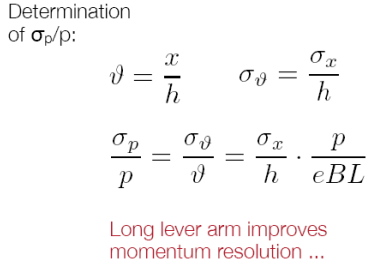 Determination
of σp/p:
ϑ = x/h    σϑ = σx/h
σp/p = σϑ/ϑ = σx/h · p/eBL
Long lever arm improves
momentum resolution ...